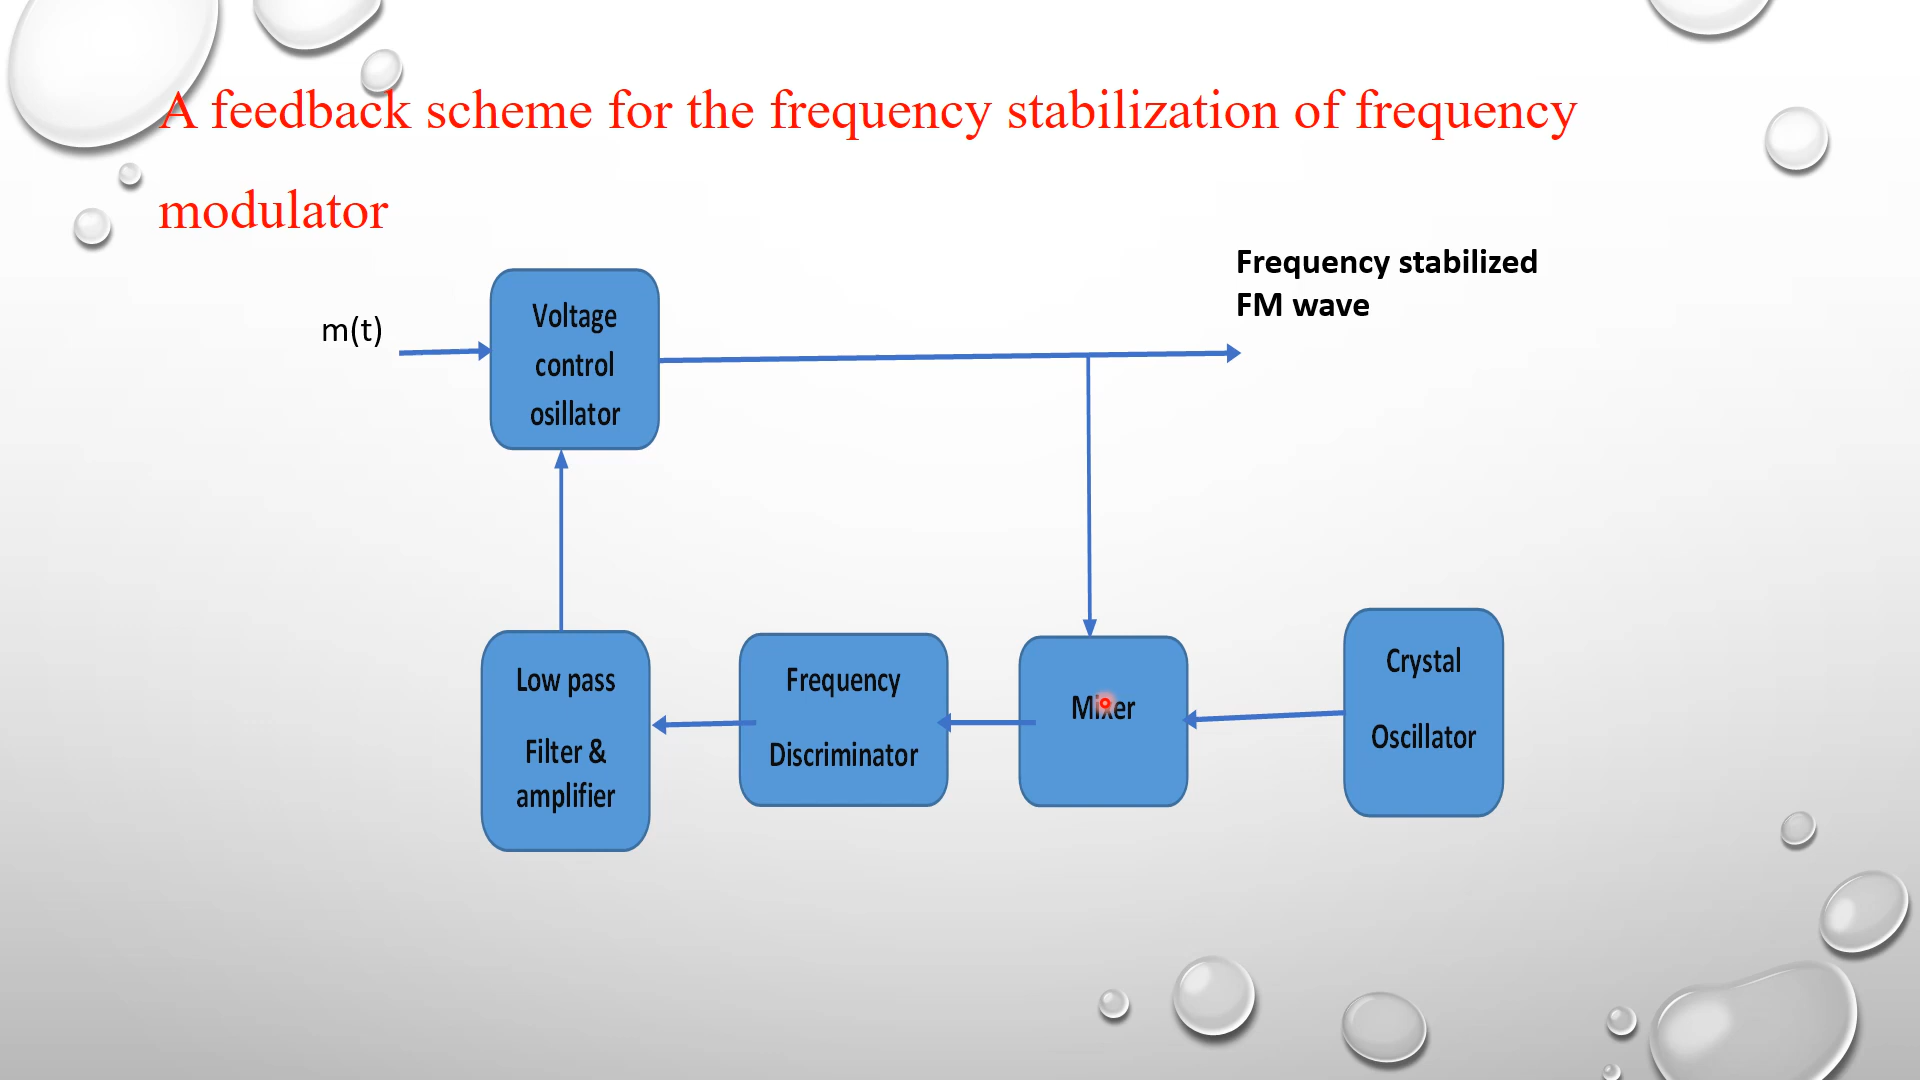 A feedback scheme for the frequency stabilization of frequency
modulator
Frequency stabilized
FM wave
m(t)
Voltage
control
osillator
Low pass
Filter &
amplifier
Frequency
Discriminator
Mixer
Crystal
Oscillator